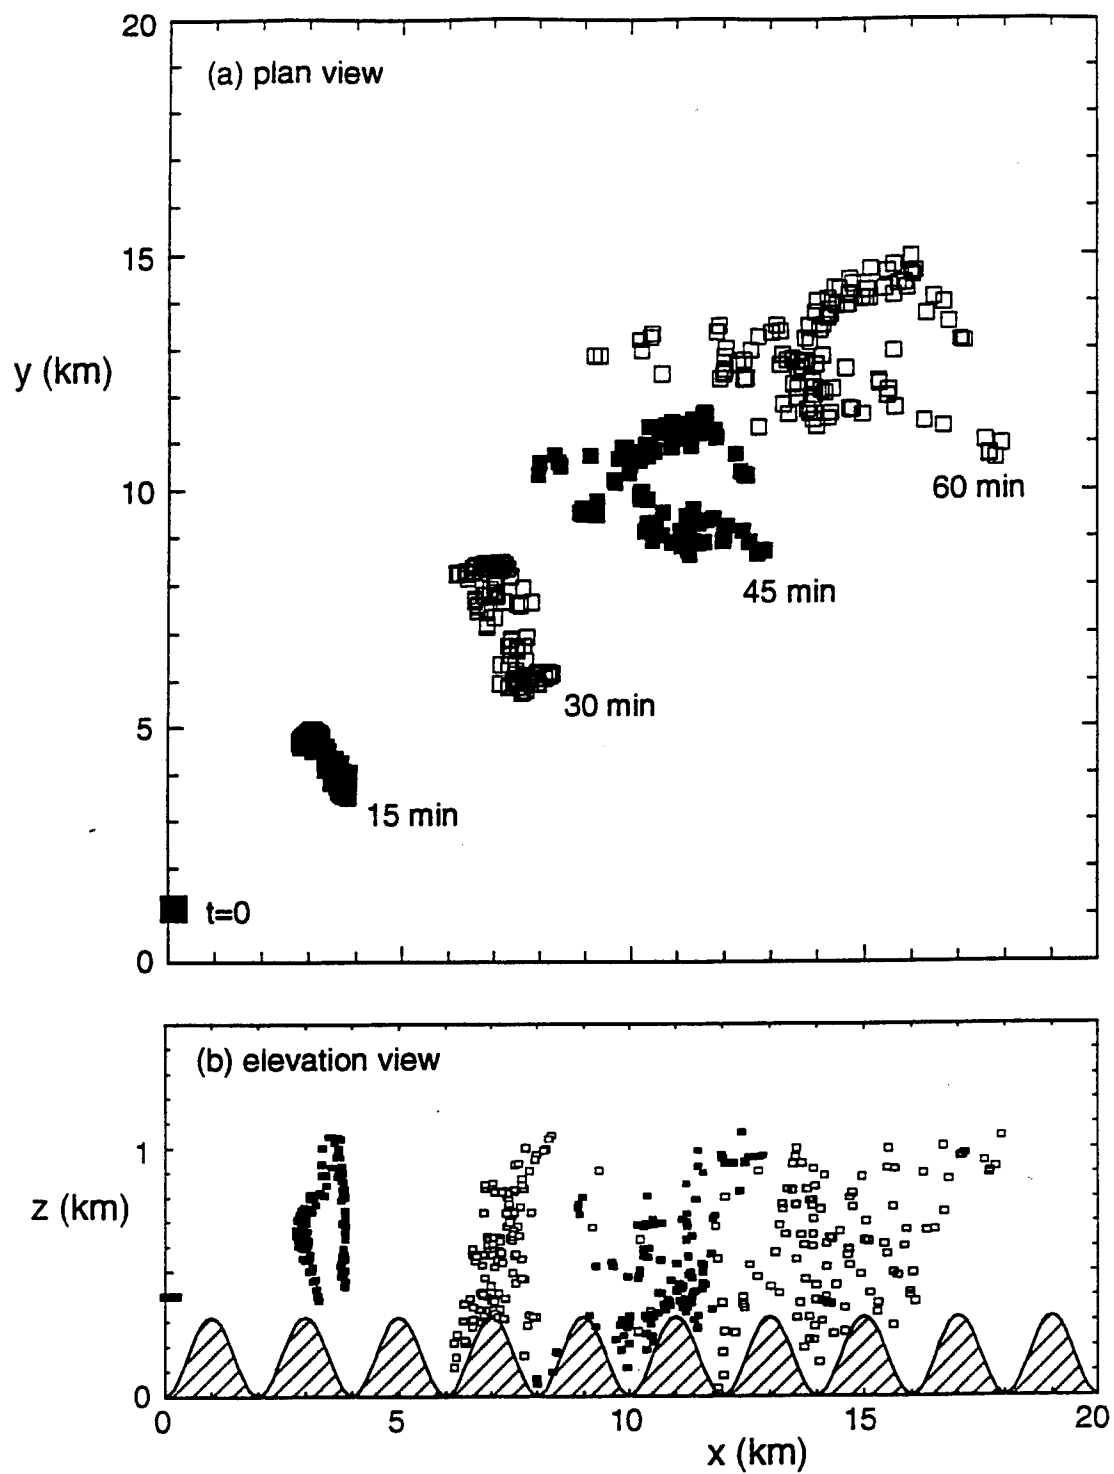 20
(a) plan view
15
y (km)
60 min
10
45 min
30 min
5
15 min
t=0
0
(b) elevation view
1
z (km)
0
0 5 10 15 20
x (km)